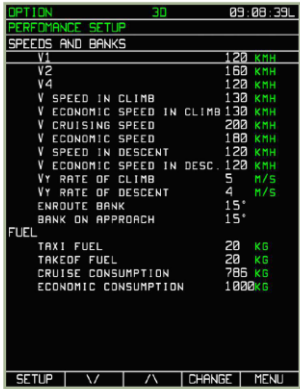 OPTION 3D 09:08:39L
PERFOMANCE SETUP
SPEEDS AND BANKS
V1 120 KMH
V2 160 KMH
V4 120 KMH
V SPEED IN CLIMB 130 KMH
V ECONOMIC SPEED IN CLIMB 130 KMH
V CRUISING SPEED 200 KMH
V ECONOMIC SPEED 180 KMH
V SPEED IN DESCENT 120 KMH
V ECONOMIC SPEED IN DESC. 120 KMH
VY RATE OF CLIMB 5 M/S
VY RATE OF DESCENT 4 M/S
ENROUTE BANK 15°
BANK ON APPROACH 15°
FUEL
TAXI FUEL 20 KG
TAKEOF FUEL 20 KG
CRUISE CONSUMPTION 786 KG
ECONOMIC CONSUMPTION 1000KG
SETUP \/ /\ CHANGE MENU